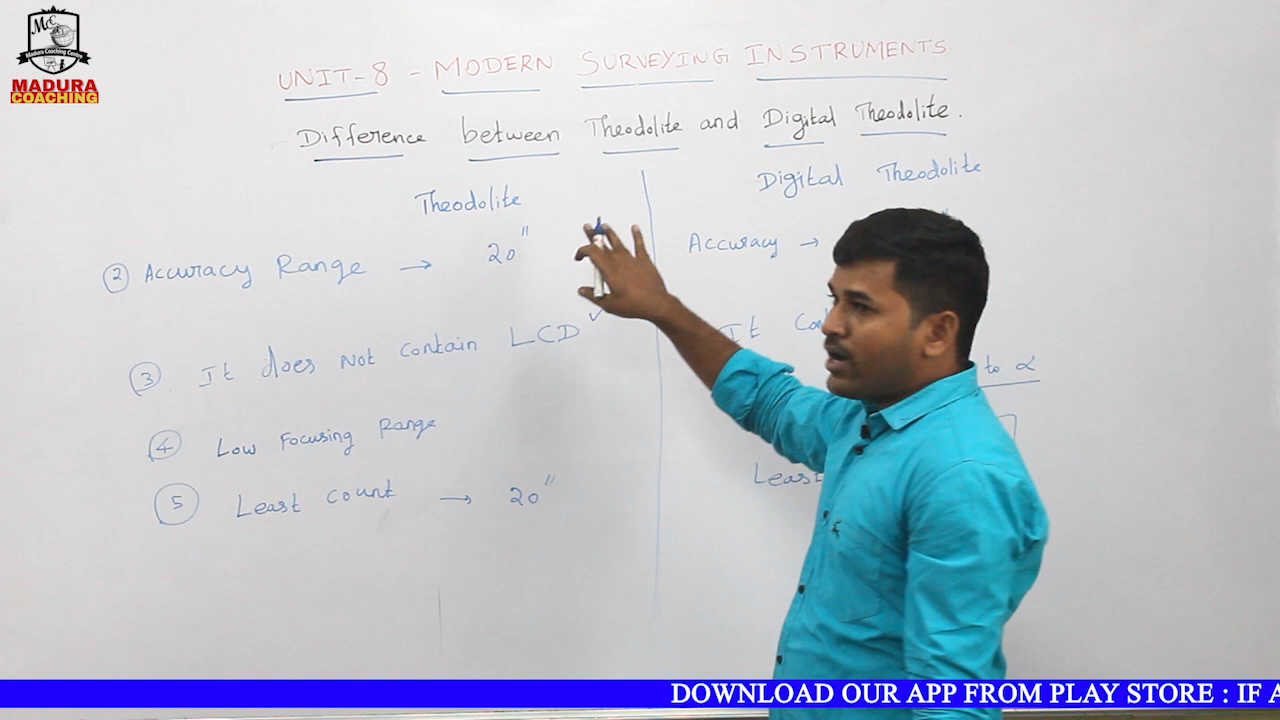 MCC
Madura Coaching Centre
MADURA
COACHING
UNIT-8 - MODERN SURVEYING INSTRUMENTS
Difference between Theodolite and Digital Theodolite.
Theodolite
② Accuracy Range → 20"
③ It does Not contain LCD ✓
④ Low Focusing Range
⑤ Least count → 20"
Digital Theodolite
Accuracy →
It
to α
Least
DOWNLOAD OUR APP FROM PLAY STORE : IF